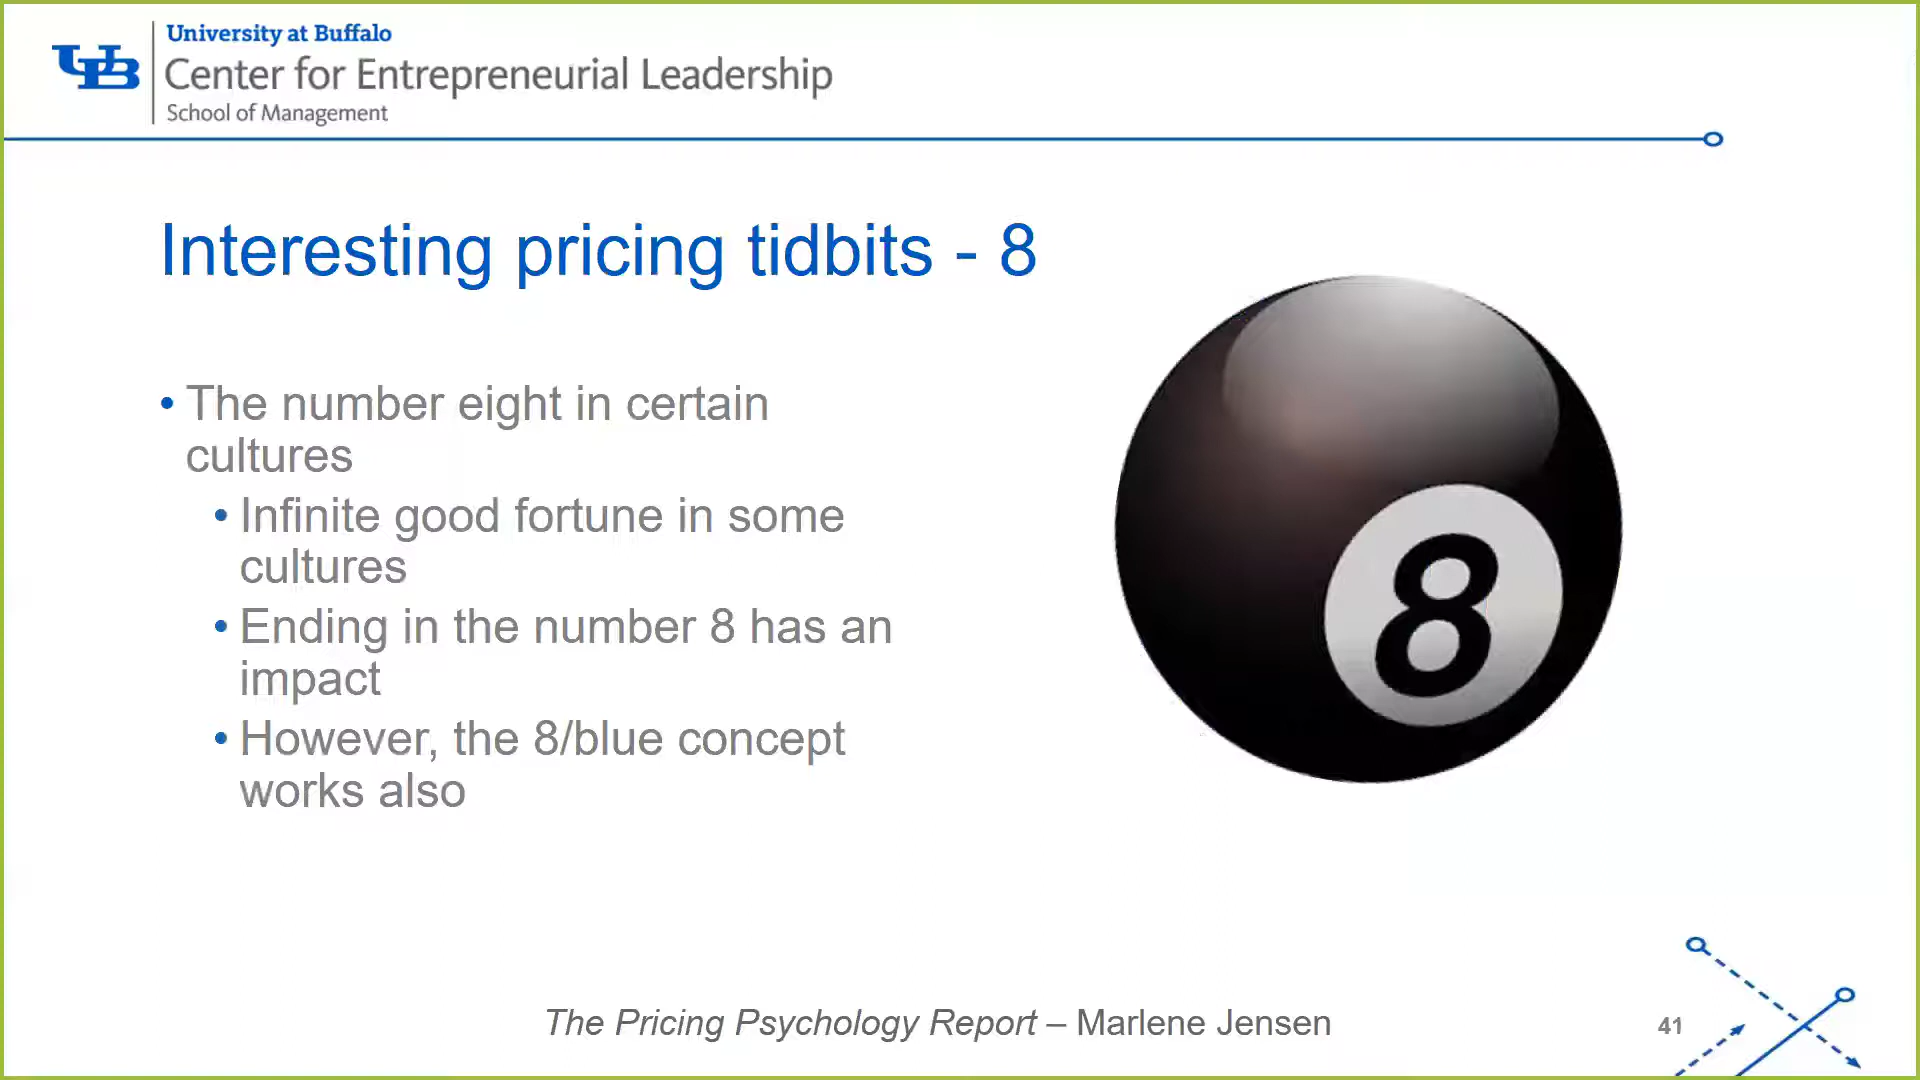 University at Buffalo
UB
Center for Entrepreneurial Leadership
School of Management
Interesting pricing tidbits - 8
• The number eight in certain
cultures
• Infinite good fortune in some
cultures
• Ending in the number 8 has an
impact
• However, the 8/blue concept
works also
8
The Pricing Psychology Report – Marlene Jensen
41